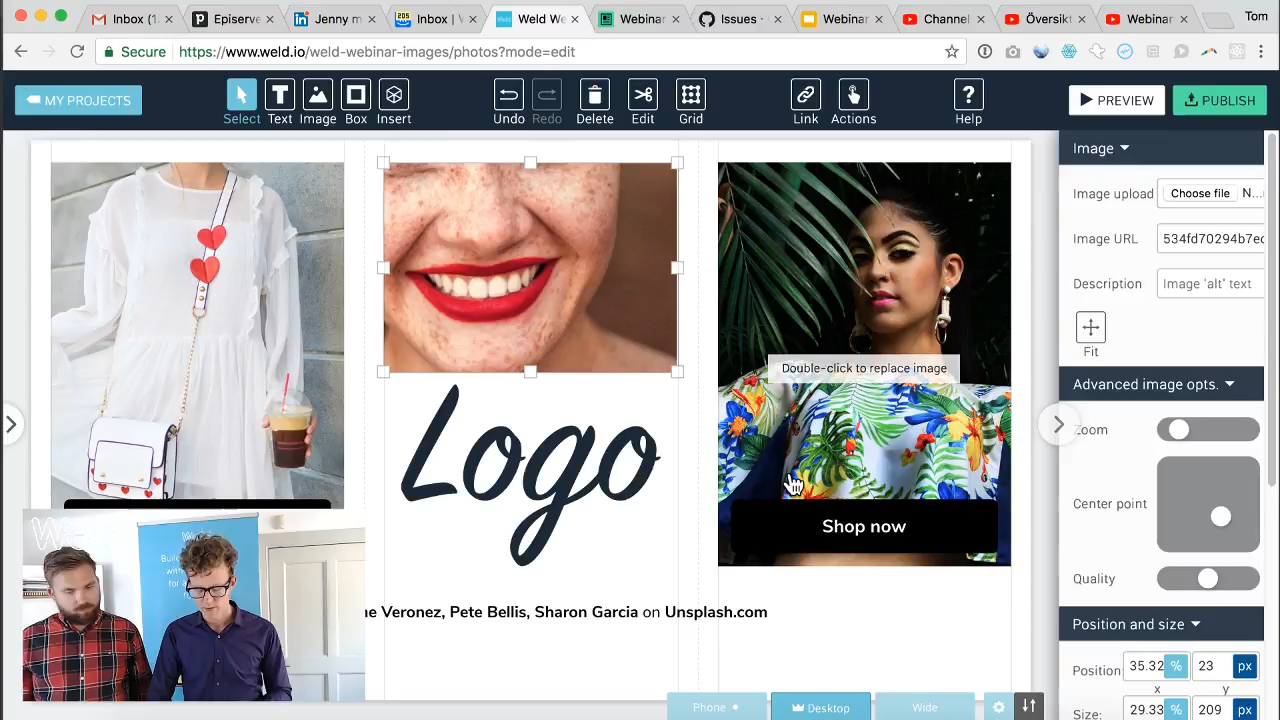 Inbox (1
Episerve
Jenny m
Inbox | V
Weld We
Webinar
Issues ·
Webinar
Channel
Översikt
Webinar
Tom
Secure
https://www.weld.io/weld-webinar-images/photos?mode=edit
MY PROJECTS
Select
Text
Image
Box
Insert
Undo
Redo
Delete
Edit
Grid
Link
Actions
Help
PREVIEW
PUBLISH
Image
Image upload
Choose file
N...
Image URL
534fd70294b7ec
Description
Image 'alt' text
Fit
Double-click to replace image
Advanced image opts.
Zoom
Center point
Quality
Logo
Shop now
ne Veronez, Pete Bellis, Sharon Garcia on Unsplash.com
Position and size
Position:
35.32
%
23
px
x
y
Size:
29.33
%
209
px
Phone
Desktop
Wide